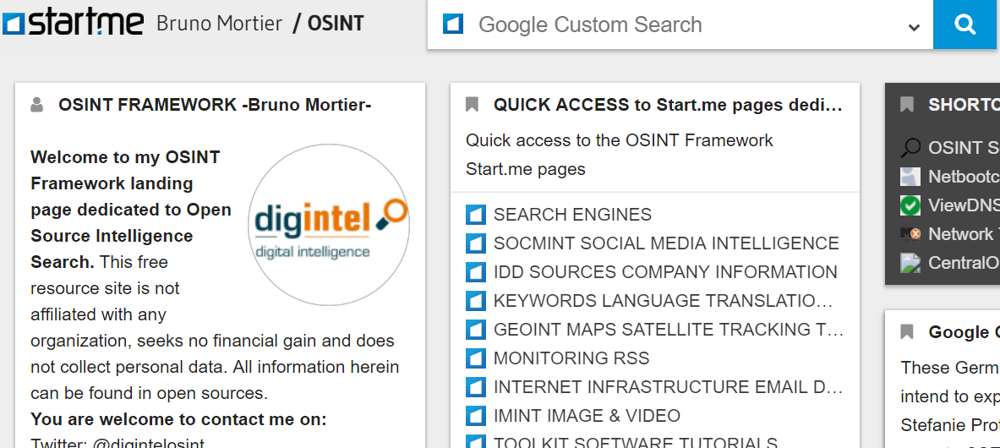 start.me Bruno Mortier / OSINT
Google Custom Search
OSINT FRAMEWORK -Bruno Mortier-
Welcome to my OSINT
Framework landing
page dedicated to Open
Source Intelligence
Search. This free
resource site is not
affiliated with any
organization, seeks no financial gain and does
not collect personal data. All information herein
can be found in open sources.
You are welcome to contact me on:
Twitter: @digintelosint
digintel
digital intelligence
QUICK ACCESS to Start.me pages dedi…
Quick access to the OSINT Framework
Start.me pages
SEARCH ENGINES
SOCMINT SOCIAL MEDIA INTELLIGENCE
IDD SOURCES COMPANY INFORMATION
KEYWORDS LANGUAGE TRANSLATIO…
GEOINT MAPS SATELLITE TRACKING T…
MONITORING RSS
INTERNET INFRASTRUCTURE EMAIL D…
IMINT IMAGE & VIDEO
TOOLKIT SOFTWARE TUTORIALS
SHORTC
OSINT S
Netbootc
ViewDNS
Network T
CentralO
Google C
These Germ
intend to exp
Stefanie Prot